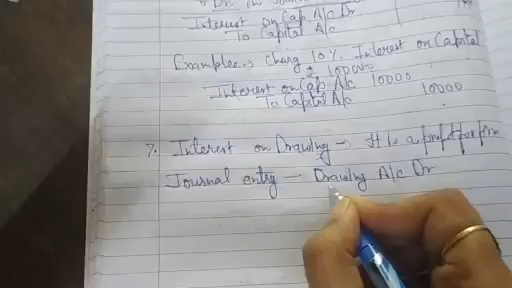 Interest on Cap A/c Dr
To Capital A/c
Example :-> Charg 10%. Interest on Capital
100000
Interest on Cap A/c 10000
To Capital A/c 10000
7. Interest on Drawing -> It is a profit for firm
Journal entry — Drawing A/c Dr